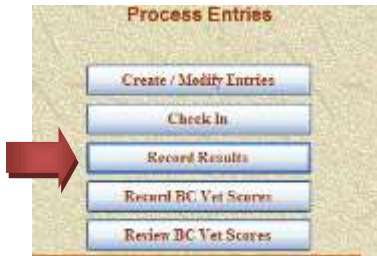 Process Entries
Create / Modify Entries
Check In
Record Results
Record BC Vet Scores
Review BC Vet Scores